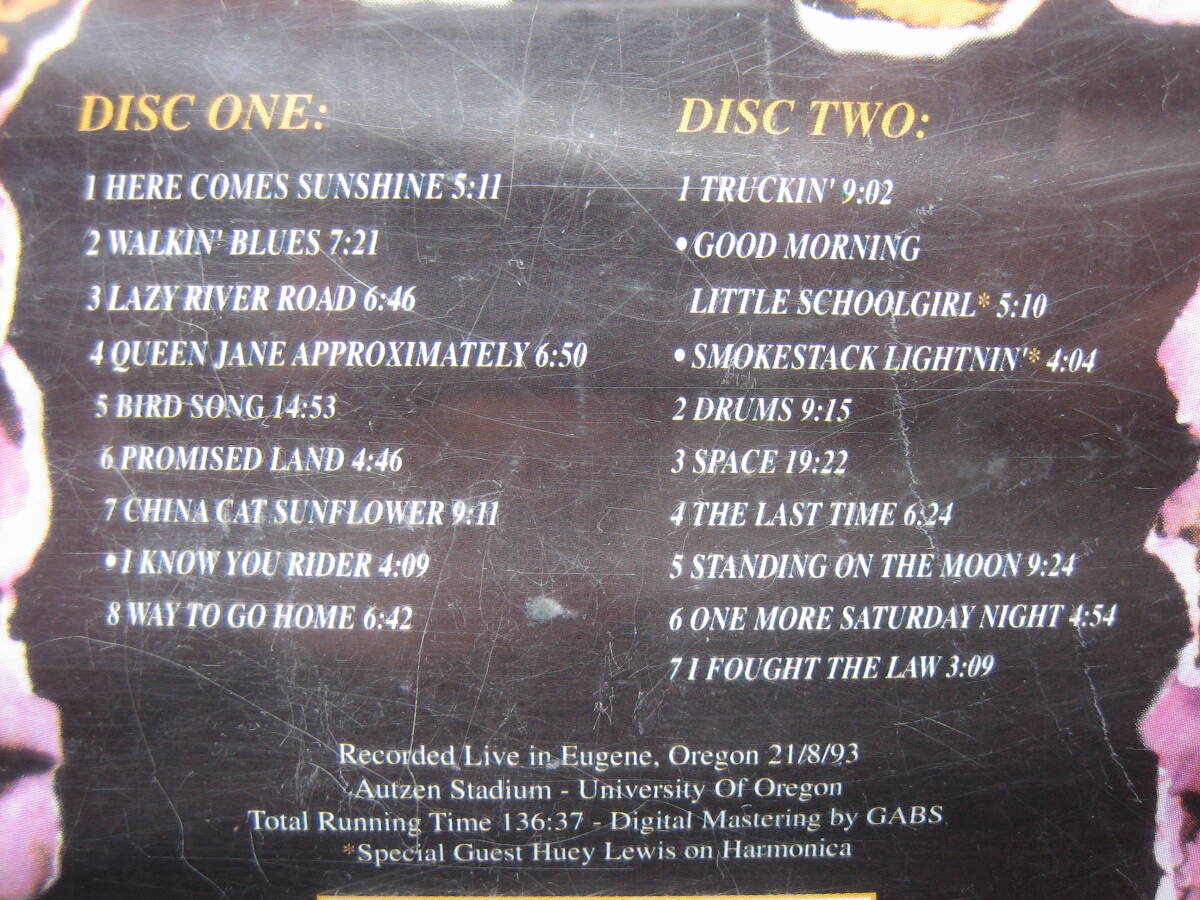 DISC ONE:
1 HERE COMES SUNSHINE 5:11
2 WALKIN' BLUES 7:21
3 LAZY RIVER ROAD 6:46
4 QUEEN JANE APPROXIMATELY 6:50
5 BIRD SONG 14:53
6 PROMISED LAND 4:46
7 CHINA CAT SUNFLOWER 9:11
• I KNOW YOU RIDER 4:09
8 WAY TO GO HOME 6:42
DISC TWO:
1 TRUCKIN' 9:02
• GOOD MORNING
LITTLE SCHOOLGIRL* 5:10
• SMOKESTACK LIGHTNIN'* 4:04
2 DRUMS 9:15
3 SPACE 19:22
4 THE LAST TIME 6:24
5 STANDING ON THE MOON 9:24
6 ONE MORE SATURDAY NIGHT 4:54
7 I FOUGHT THE LAW 3:09
Recorded Live in Eugene, Oregon 21/8/93
Autzen Stadium - University Of Oregon
Total Running Time 136:37 - Digital Mastering by GABS
*Special Guest Huey Lewis on Harmonica